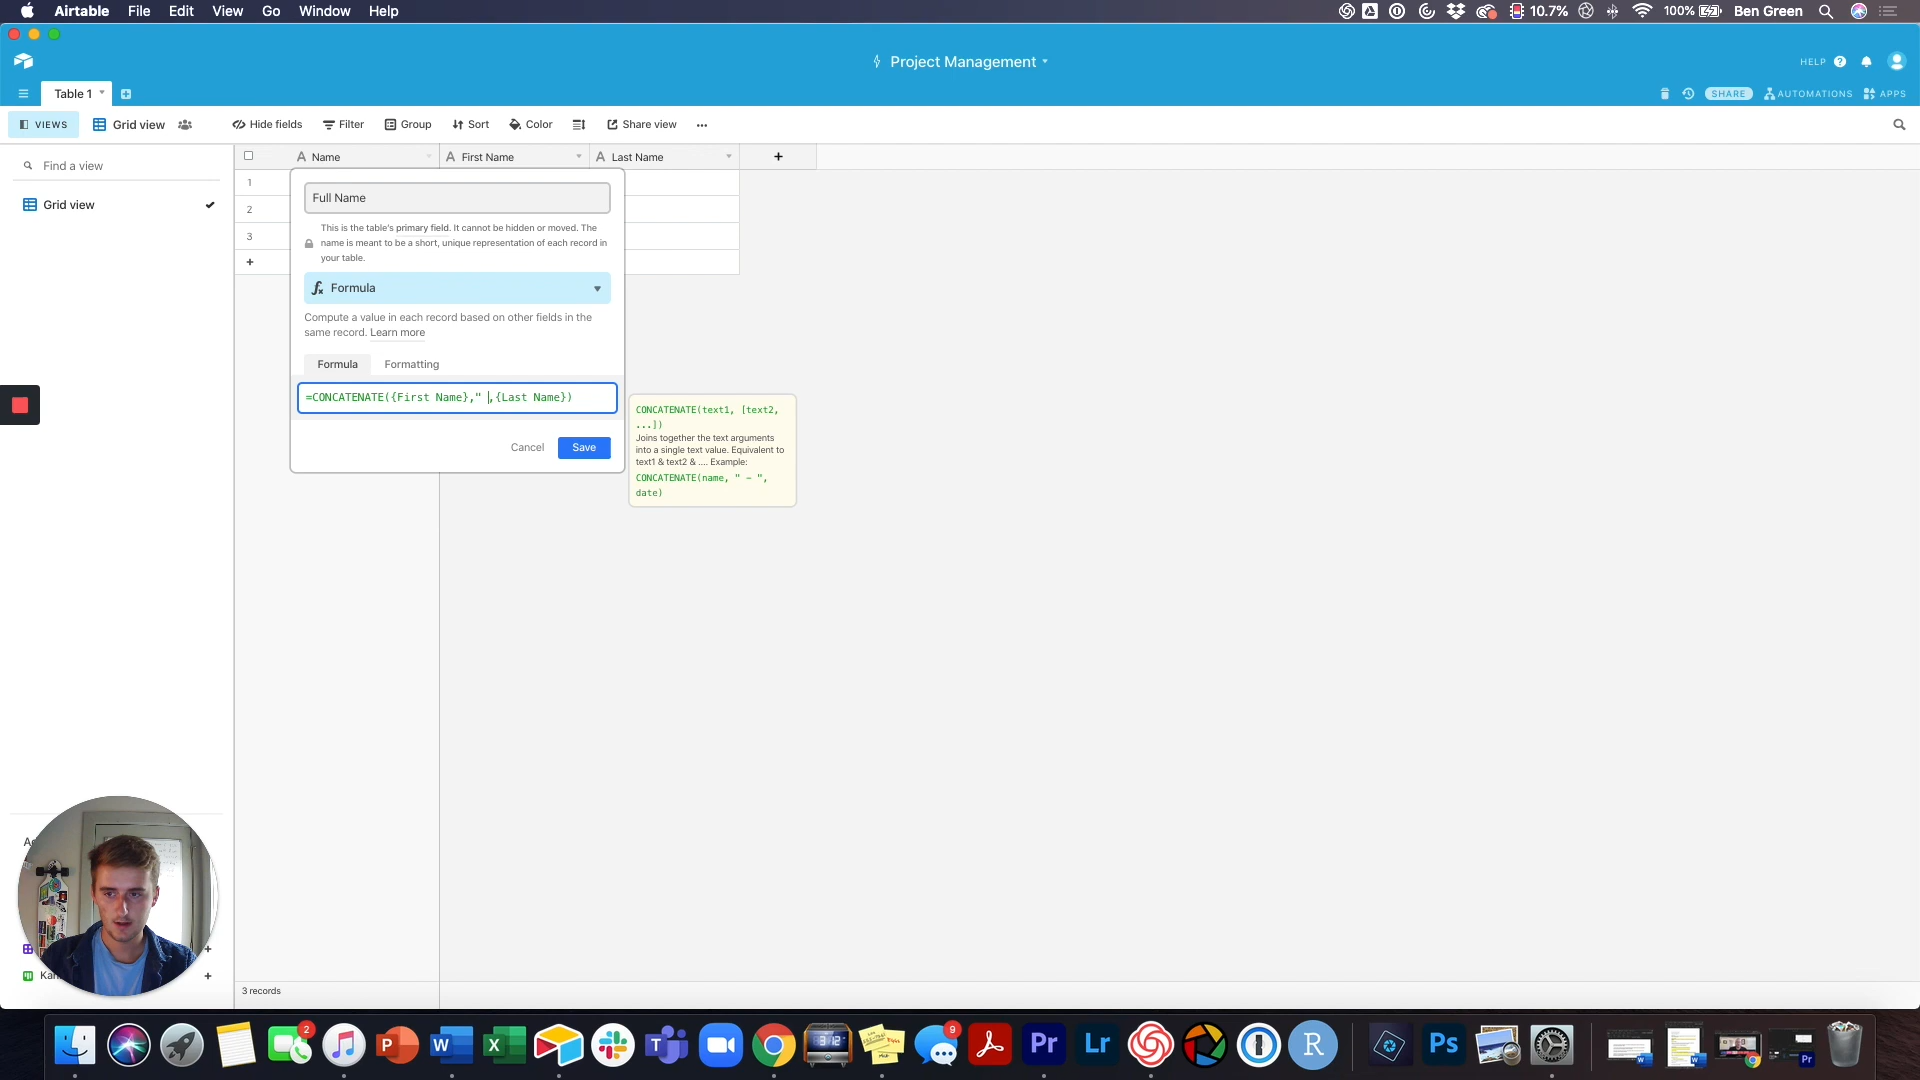 Airtable File Edit View Go Window Help
10.7% 100% Ben Green
Project Management
HELP
Table 1
SHARE AUTOMATIONS APPS
VIEWS Grid view Hide fields Filter Group Sort Color Share view
Find a view
Grid view
Name First Name Last Name
1
2
3
Full Name
This is the table's primary field. It cannot be hidden or moved. The
name is meant to be a short, unique representation of each record in
your table.
Formula
Compute a value in each record based on other fields in the
same record. Learn more
Formula Formatting
=CONCATENATE({First Name}," ,{Last Name})
Cancel Save
CONCATENATE(text1, [text2,
...])
Joins together the text arguments
into a single text value. Equivalent to
text1 & text2 & .... Example:
CONCATENATE(name, " - ",
date)
3 records
2
9
P
W
X
Pr
Lr
R
Ps